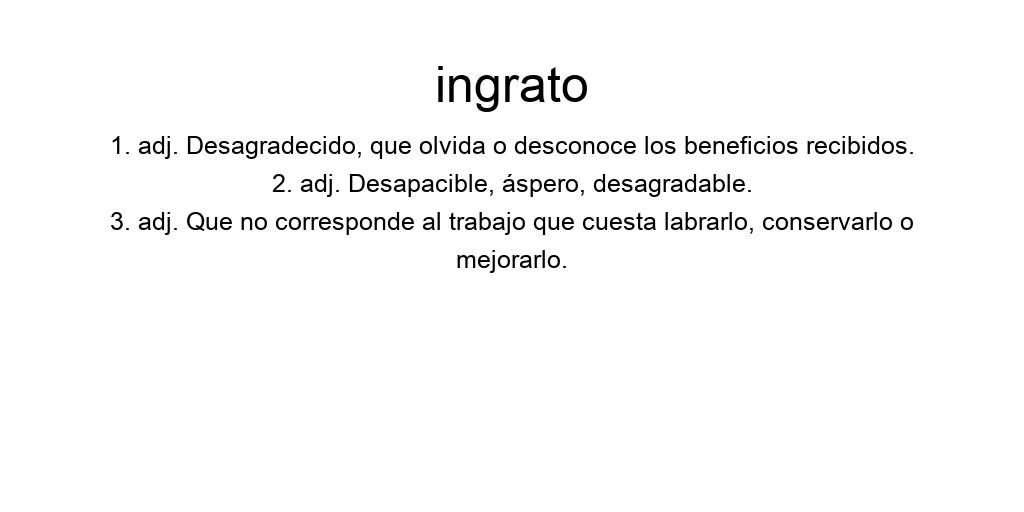 ingrato
1. adj. Desagradecido, que olvida o desconoce los beneficios recibidos.
2. adj. Desapacible, áspero, desagradable.
3. adj. Que no corresponde al trabajo que cuesta labrarlo, conservarlo o
mejorarlo.